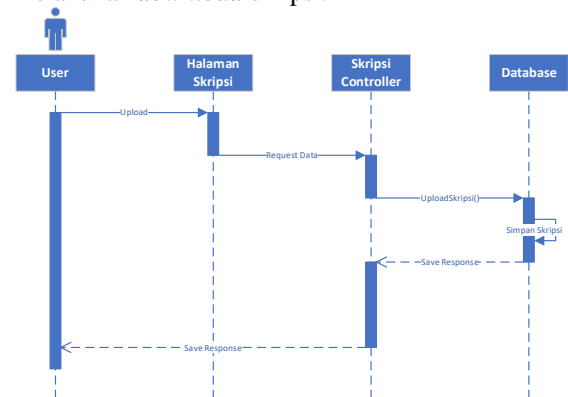 User
Halaman
Skripsi
Skripsi
Controller
Database
Upload
Request Data
UploadSkripsi()
Simpan Skripsi
Save Response
Save Response